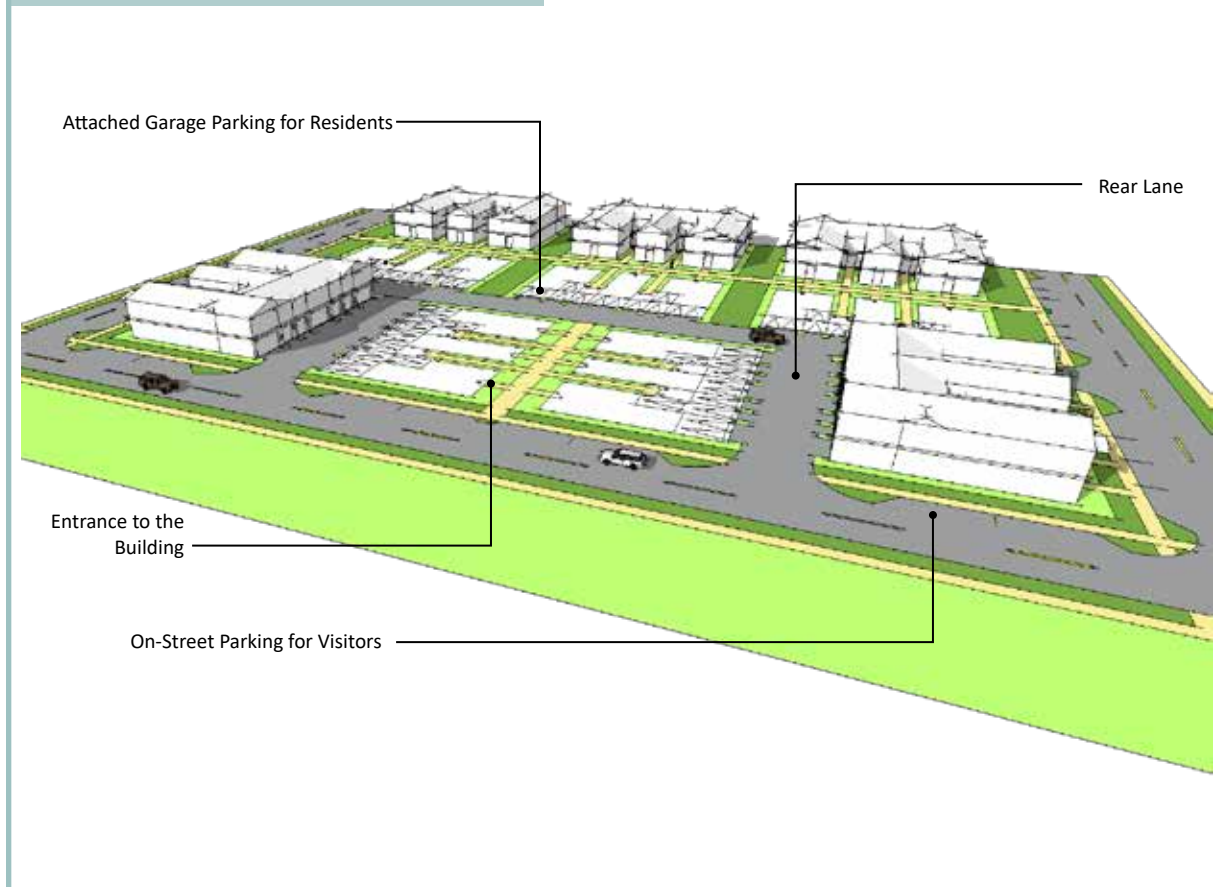 Attached Garage Parking for Residents
Rear Lane
Entrance to the
Building
On-Street Parking for Visitors